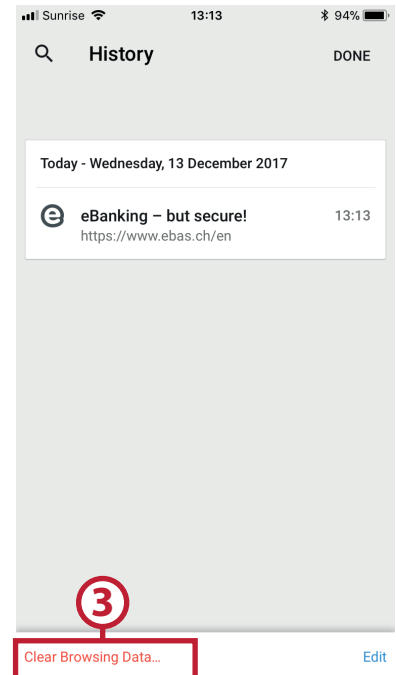 Sunrise 13:13 94%
History DONE
Today - Wednesday, 13 December 2017
eBanking – but secure! 13:13
https://www.ebas.ch/en
3
Clear Browsing Data... Edit